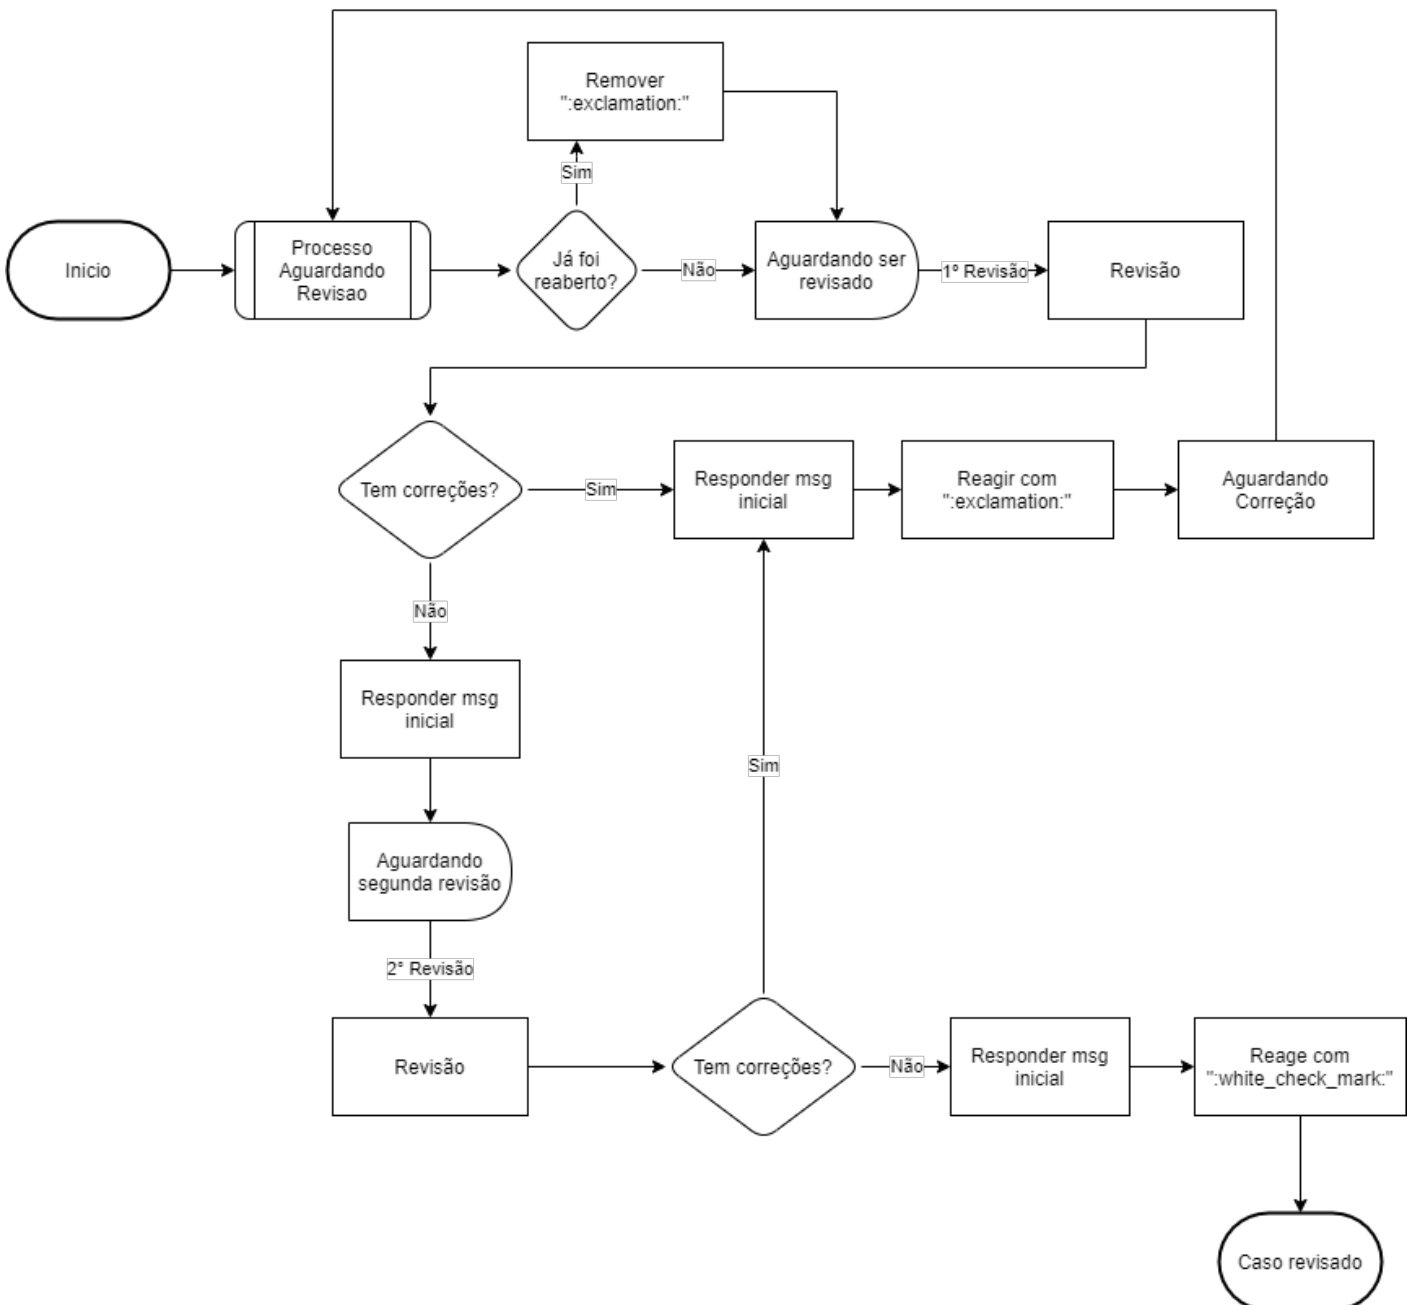 Remover
":exclamation:"
Sim
Inicio
Processo
Aguardando
Revisao
Já foi
reaberto?
Não
Aguardando ser
revisado
1º Revisão
Revisão
Tem correções?
Sim
Responder msg
inicial
Reagir com
":exclamation:"
Aguardando
Correção
Não
Responder msg
inicial
Sim
Aguardando
segunda revisão
2° Revisão
Revisão
Tem correções?
Não
Responder msg
inicial
Reage com
":white_check_mark:"
Caso revisado